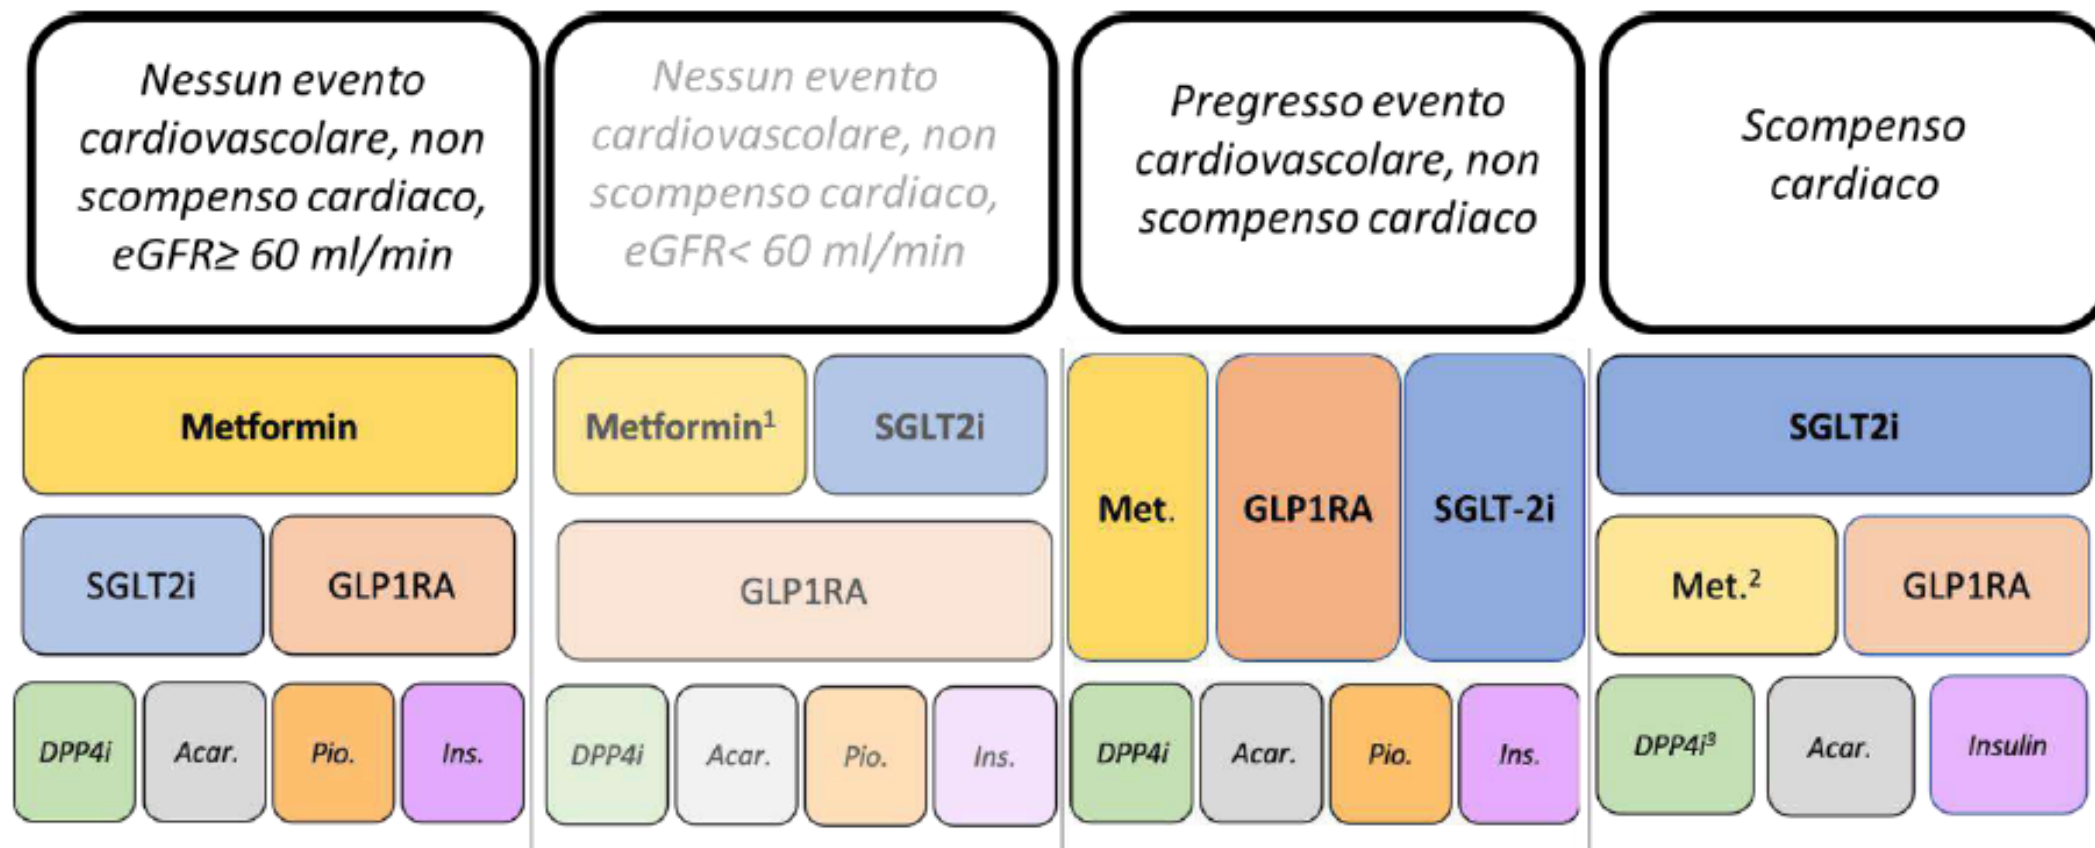 Nessun evento
cardiovascolare, non
scompenso cardiaco,
eGFR≥ 60 ml/min
Nessun evento
cardiovascolare, non
scompenso cardiaco,
eGFR< 60 ml/min
Pregresso evento
cardiovascolare, non
scompenso cardiaco
Scompenso
cardiaco
Metformin
Metformin¹
SGLT2i
Met.
GLP1RA
SGLT-2i
SGLT2i
SGLT2i
GLP1RA
GLP1RA
Met.²
GLP1RA
DPP4i
Acar.
Pio.
Ins.
DPP4i
Acar.
Pio.
Ins.
DPP4i
Acar.
Pio.
Ins.
DPP4i³
Acar.
Insulin